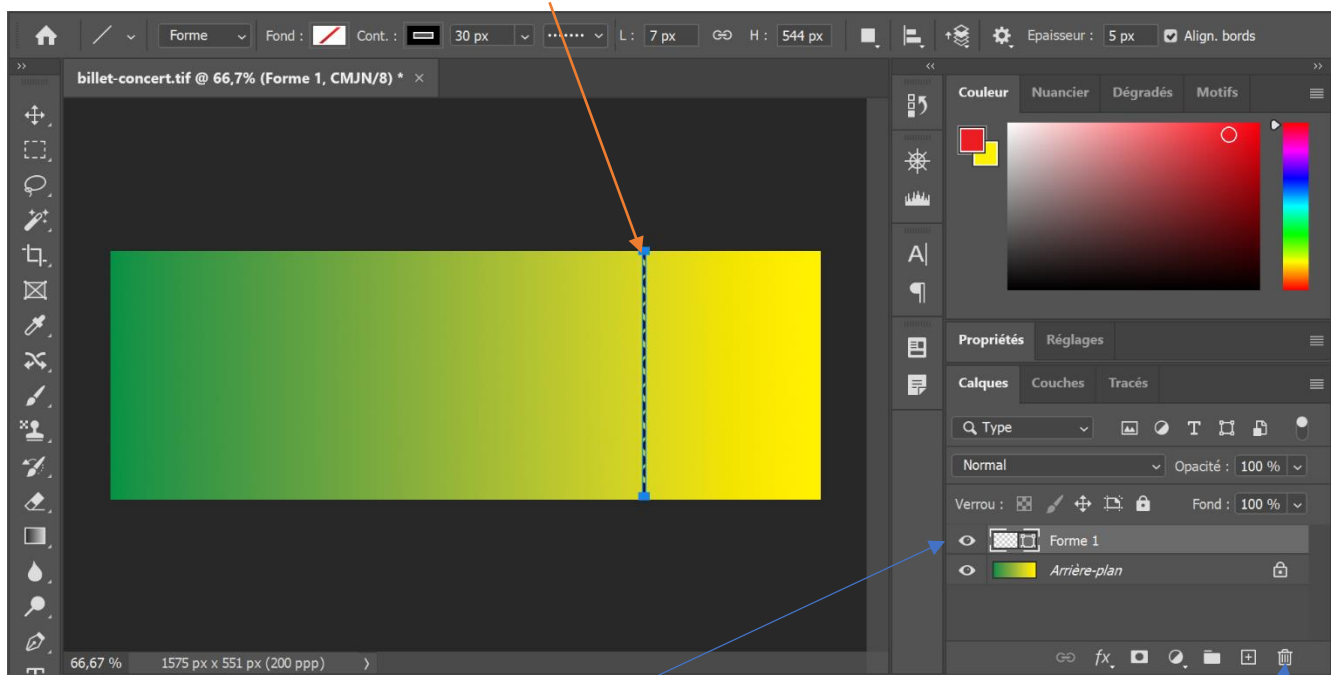 Forme Fond : Cont. : 30 px L : 7 px H : 544 px Epaisseur : 5 px Align. bords
billet-concert.tif @ 66,7% (Forme 1, CMJN/8) * ×
Couleur Nuancier Dégradés Motifs
Propriétés Réglages
Calques Couches Tracés
Type
Normal Opacité : 100 %
Verrou : Fond : 100 %
Forme 1
Arrière-plan
66,67 % 1575 px x 551 px (200 ppp)